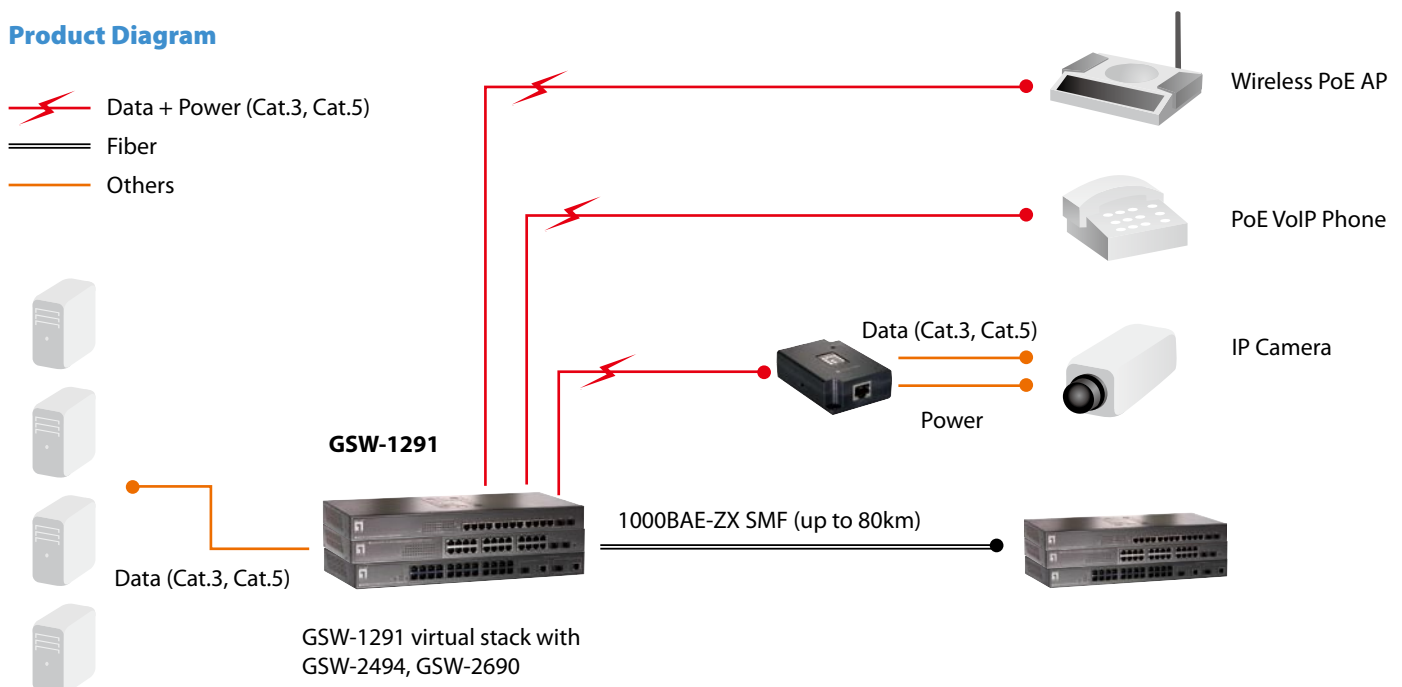 Product Diagram
Data + Power (Cat.3, Cat.5)
Fiber
Others
Wireless PoE AP
PoE VoIP Phone
Data (Cat.3, Cat.5)
IP Camera
Power
GSW-1291
1000BAE-ZX SMF (up to 80km)
Data (Cat.3, Cat.5)
GSW-1291 virtual stack with
GSW-2494, GSW-2690